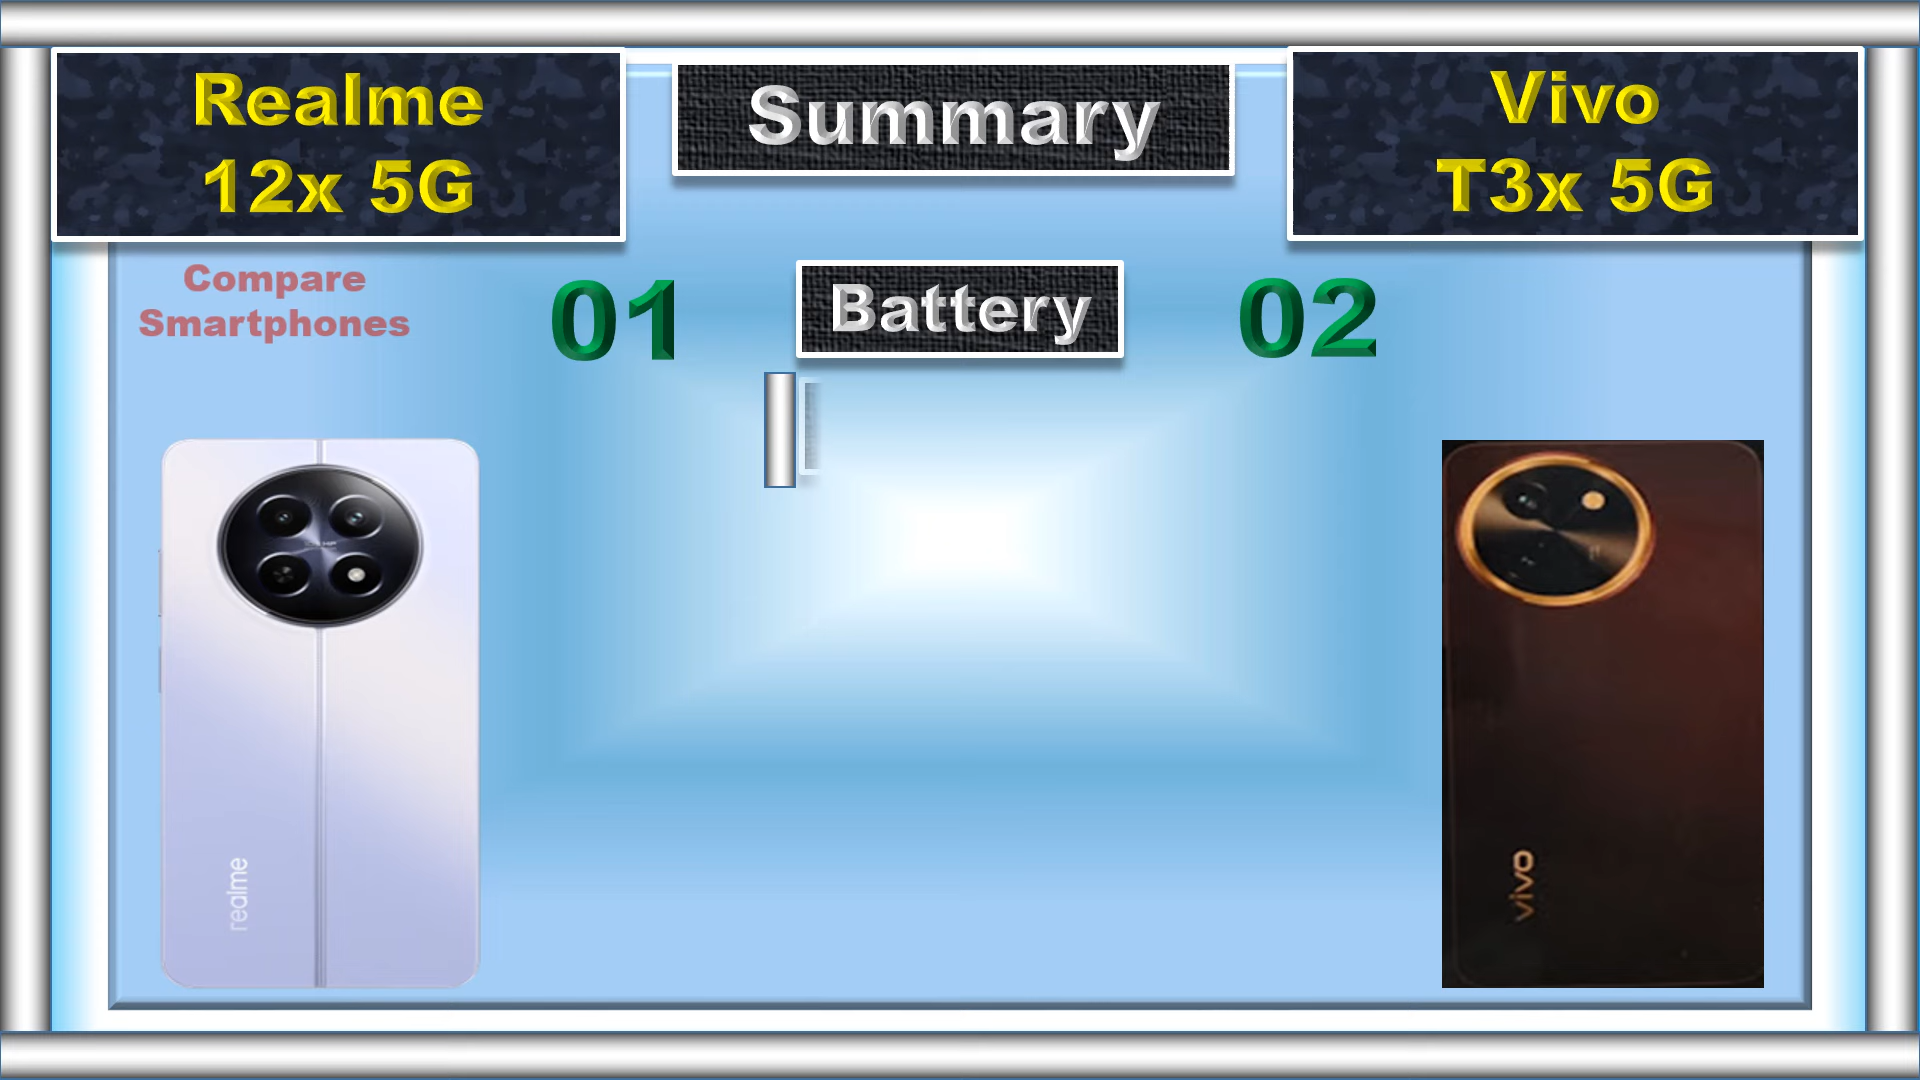 Realme
12x 5G
Summary
Vivo
T3x 5G
Compare
Smartphones
01
Battery
02
realme
vivo